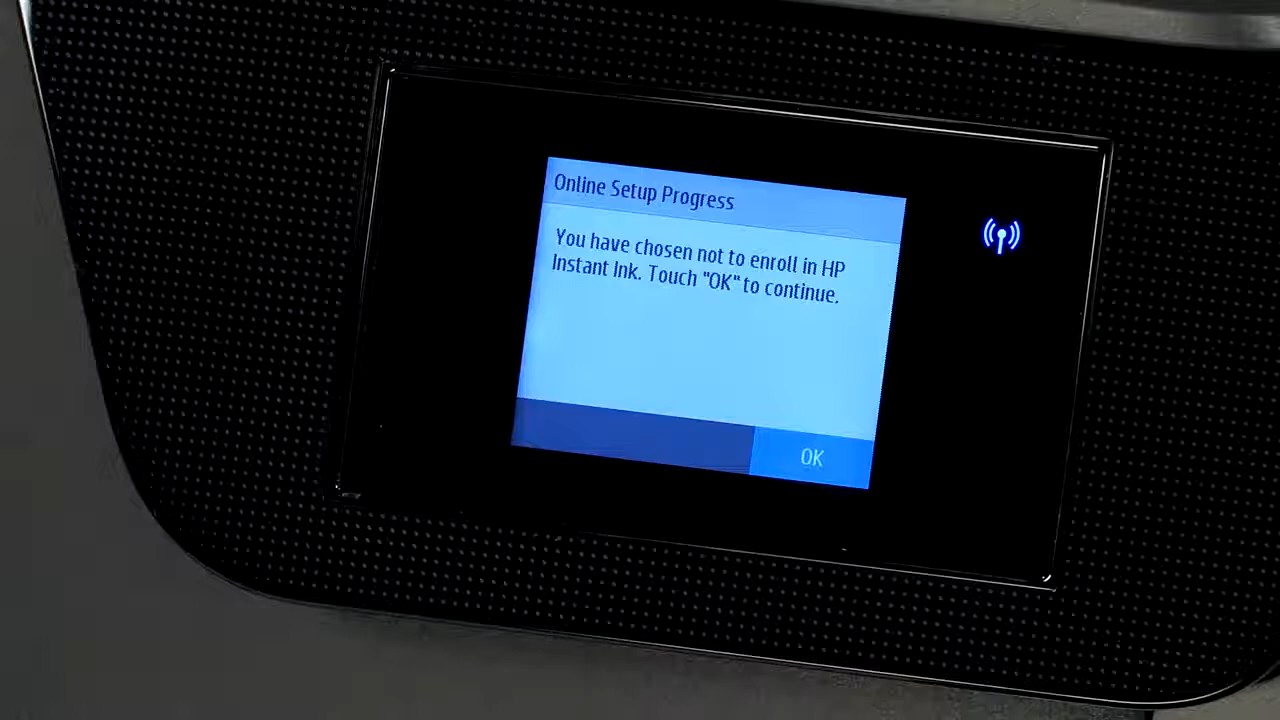 Online Setup Progress
You have chosen not to enroll in HP
Instant Ink. Touch "OK" to continue.
OK